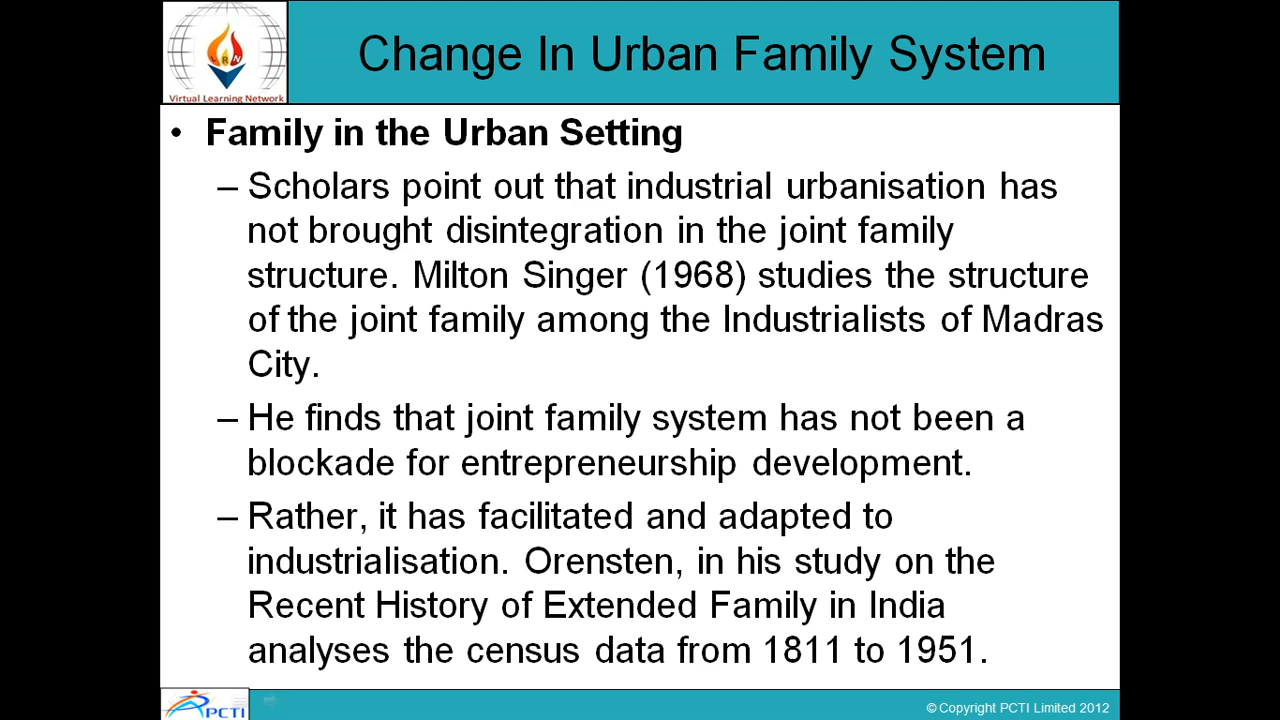 Change In Urban Family System
Virtual Learning Network
• Family in the Urban Setting
– Scholars point out that industrial urbanisation has
not brought disintegration in the joint family
structure. Milton Singer (1968) studies the structure
of the joint family among the Industrialists of Madras
City.
– He finds that joint family system has not been a
blockade for entrepreneurship development.
– Rather, it has facilitated and adapted to
industrialisation. Orensten, in his study on the
Recent History of Extended Family in India
analyses the census data from 1811 to 1951.
PCTI
© Copyright PCTI Limited 2012